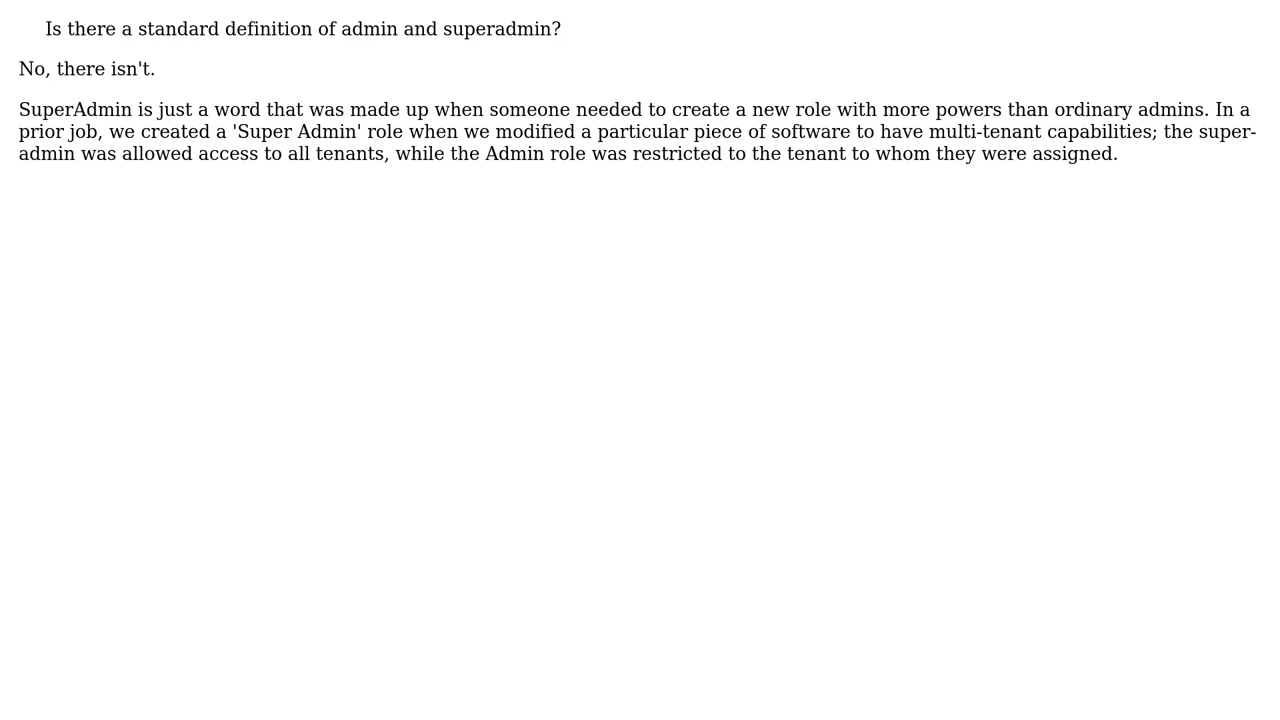 Is there a standard definition of admin and superadmin?
No, there isn't.
SuperAdmin is just a word that was made up when someone needed to create a new role with more powers than ordinary admins. In a
prior job, we created a 'Super Admin' role when we modified a particular piece of software to have multi-tenant capabilities; the super-
admin was allowed access to all tenants, while the Admin role was restricted to the tenant to whom they were assigned.